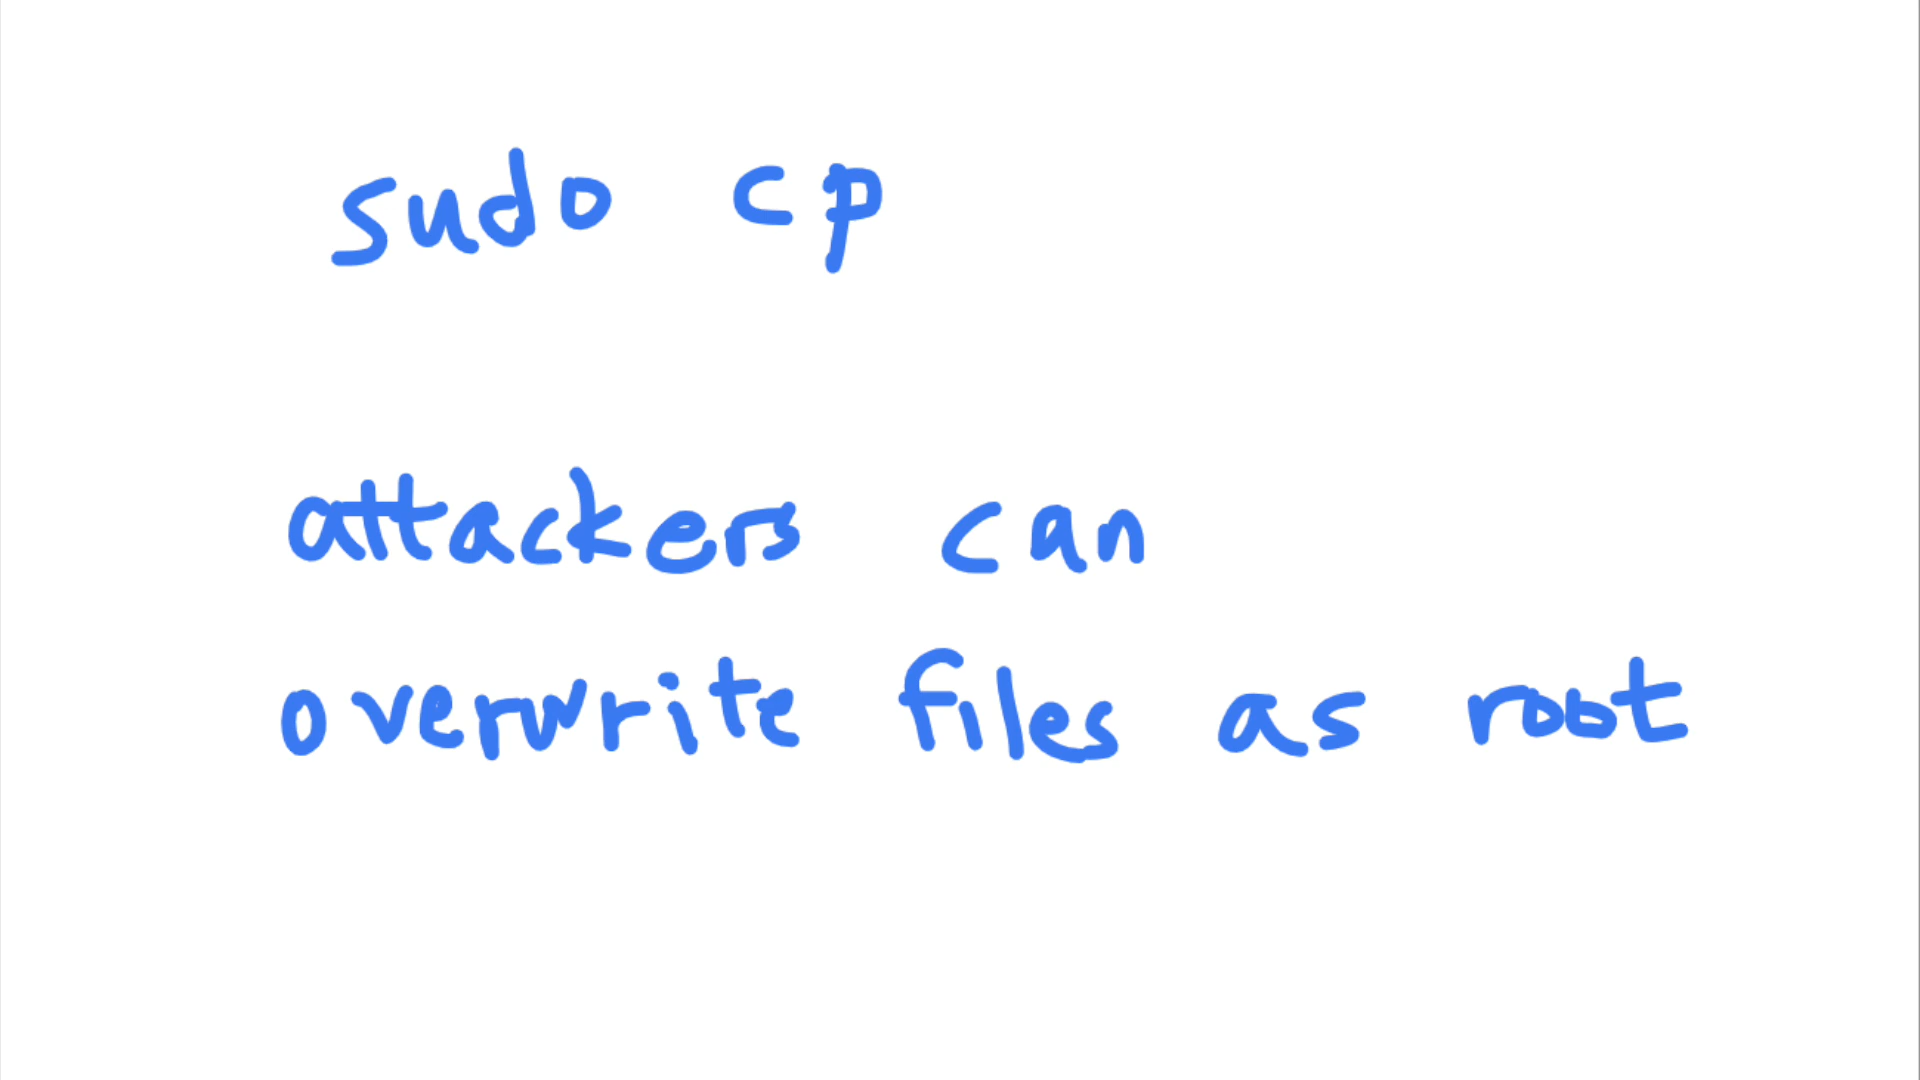 sudo cp
attackers can
overwrite files as root